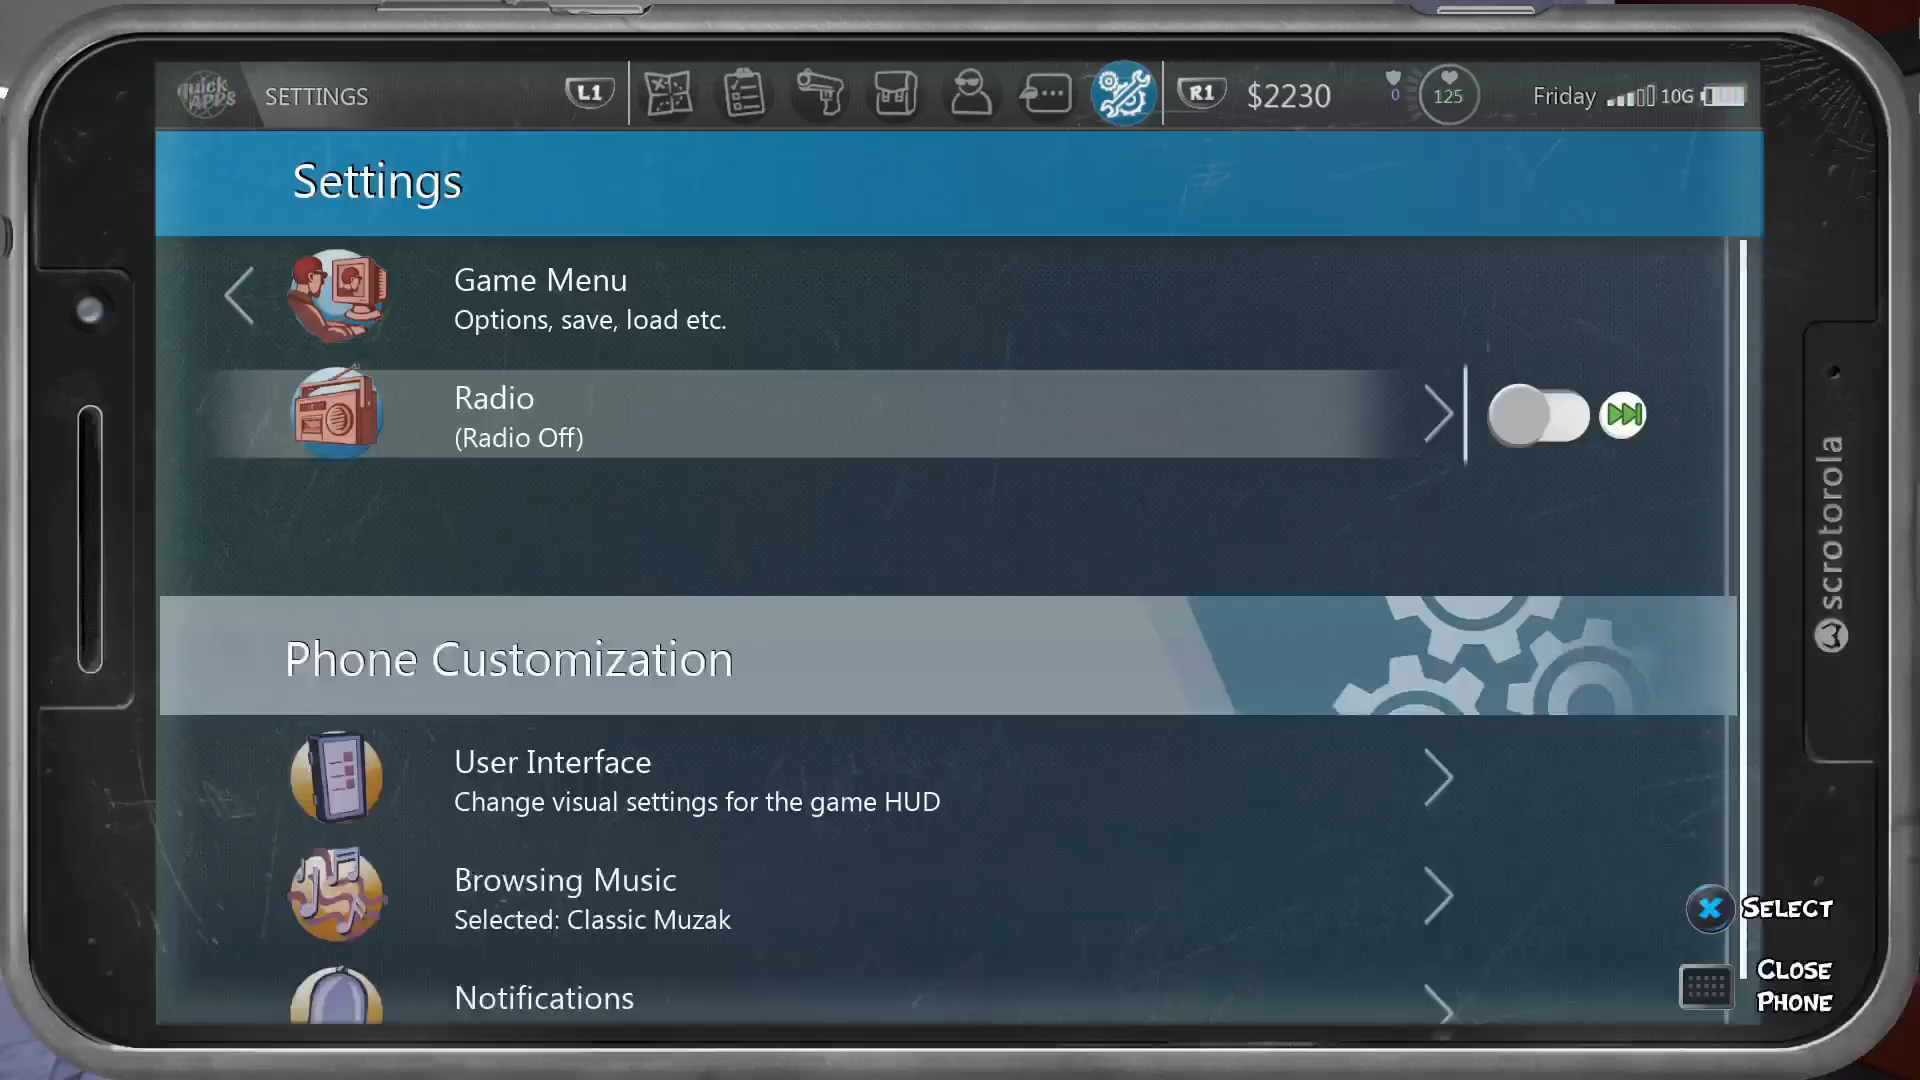 QUICK APPS
SETTINGS
L1
R1
$2230
0
125
Friday
10G
Settings
Game Menu
Options, save, load etc.
Radio
(Radio Off)
Phone Customization
User Interface
Change visual settings for the game HUD
Browsing Music
Selected: Classic Muzak
Notifications
scrotorola
SELECT
CLOSE
PHONE